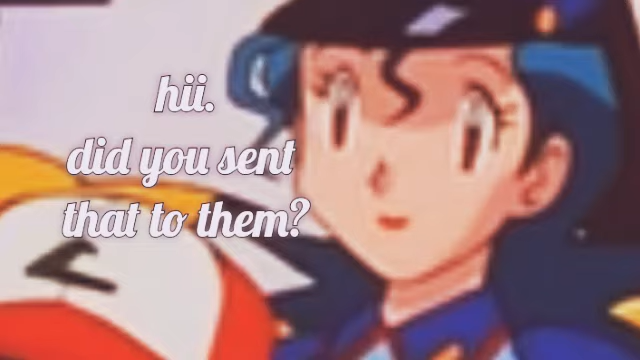 hii.
did you sent
that to them?